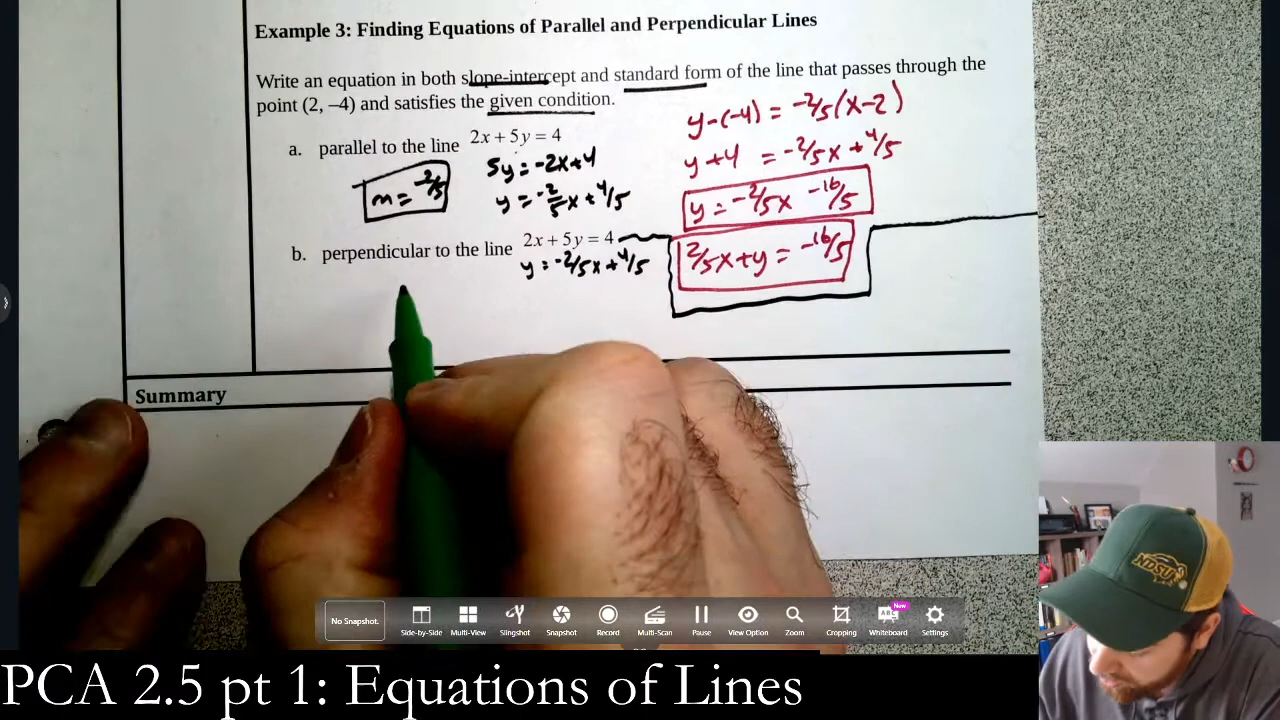 Example 3: Finding Equations of Parallel and Perpendicular Lines
Write an equation in both slope-intercept and standard form of the line that passes through the
point (2, –4) and satisfies the given condition.
a. parallel to the line 2x + 5y = 4
5y = -2x+4
m = -2/5
y = -2/5x + 4/5
y-(-4) = -2/5(x-2)
y+4 = -2/5x + 4/5
y = -2/5x -16/5
2/5x+y = -16/5
b. perpendicular to the line 2x + 5y = 4
y = -2/5x + 4/5
Summary
NDSU
No Snapshot.
Side-by-Side
Multi-View
Slingshot
Snapshot
Record
Multi-Scan
Pause
View Option
Zoom
Cropping
New
ABC
Whiteboard
Settings
PCA 2.5 pt 1: Equations of Lines